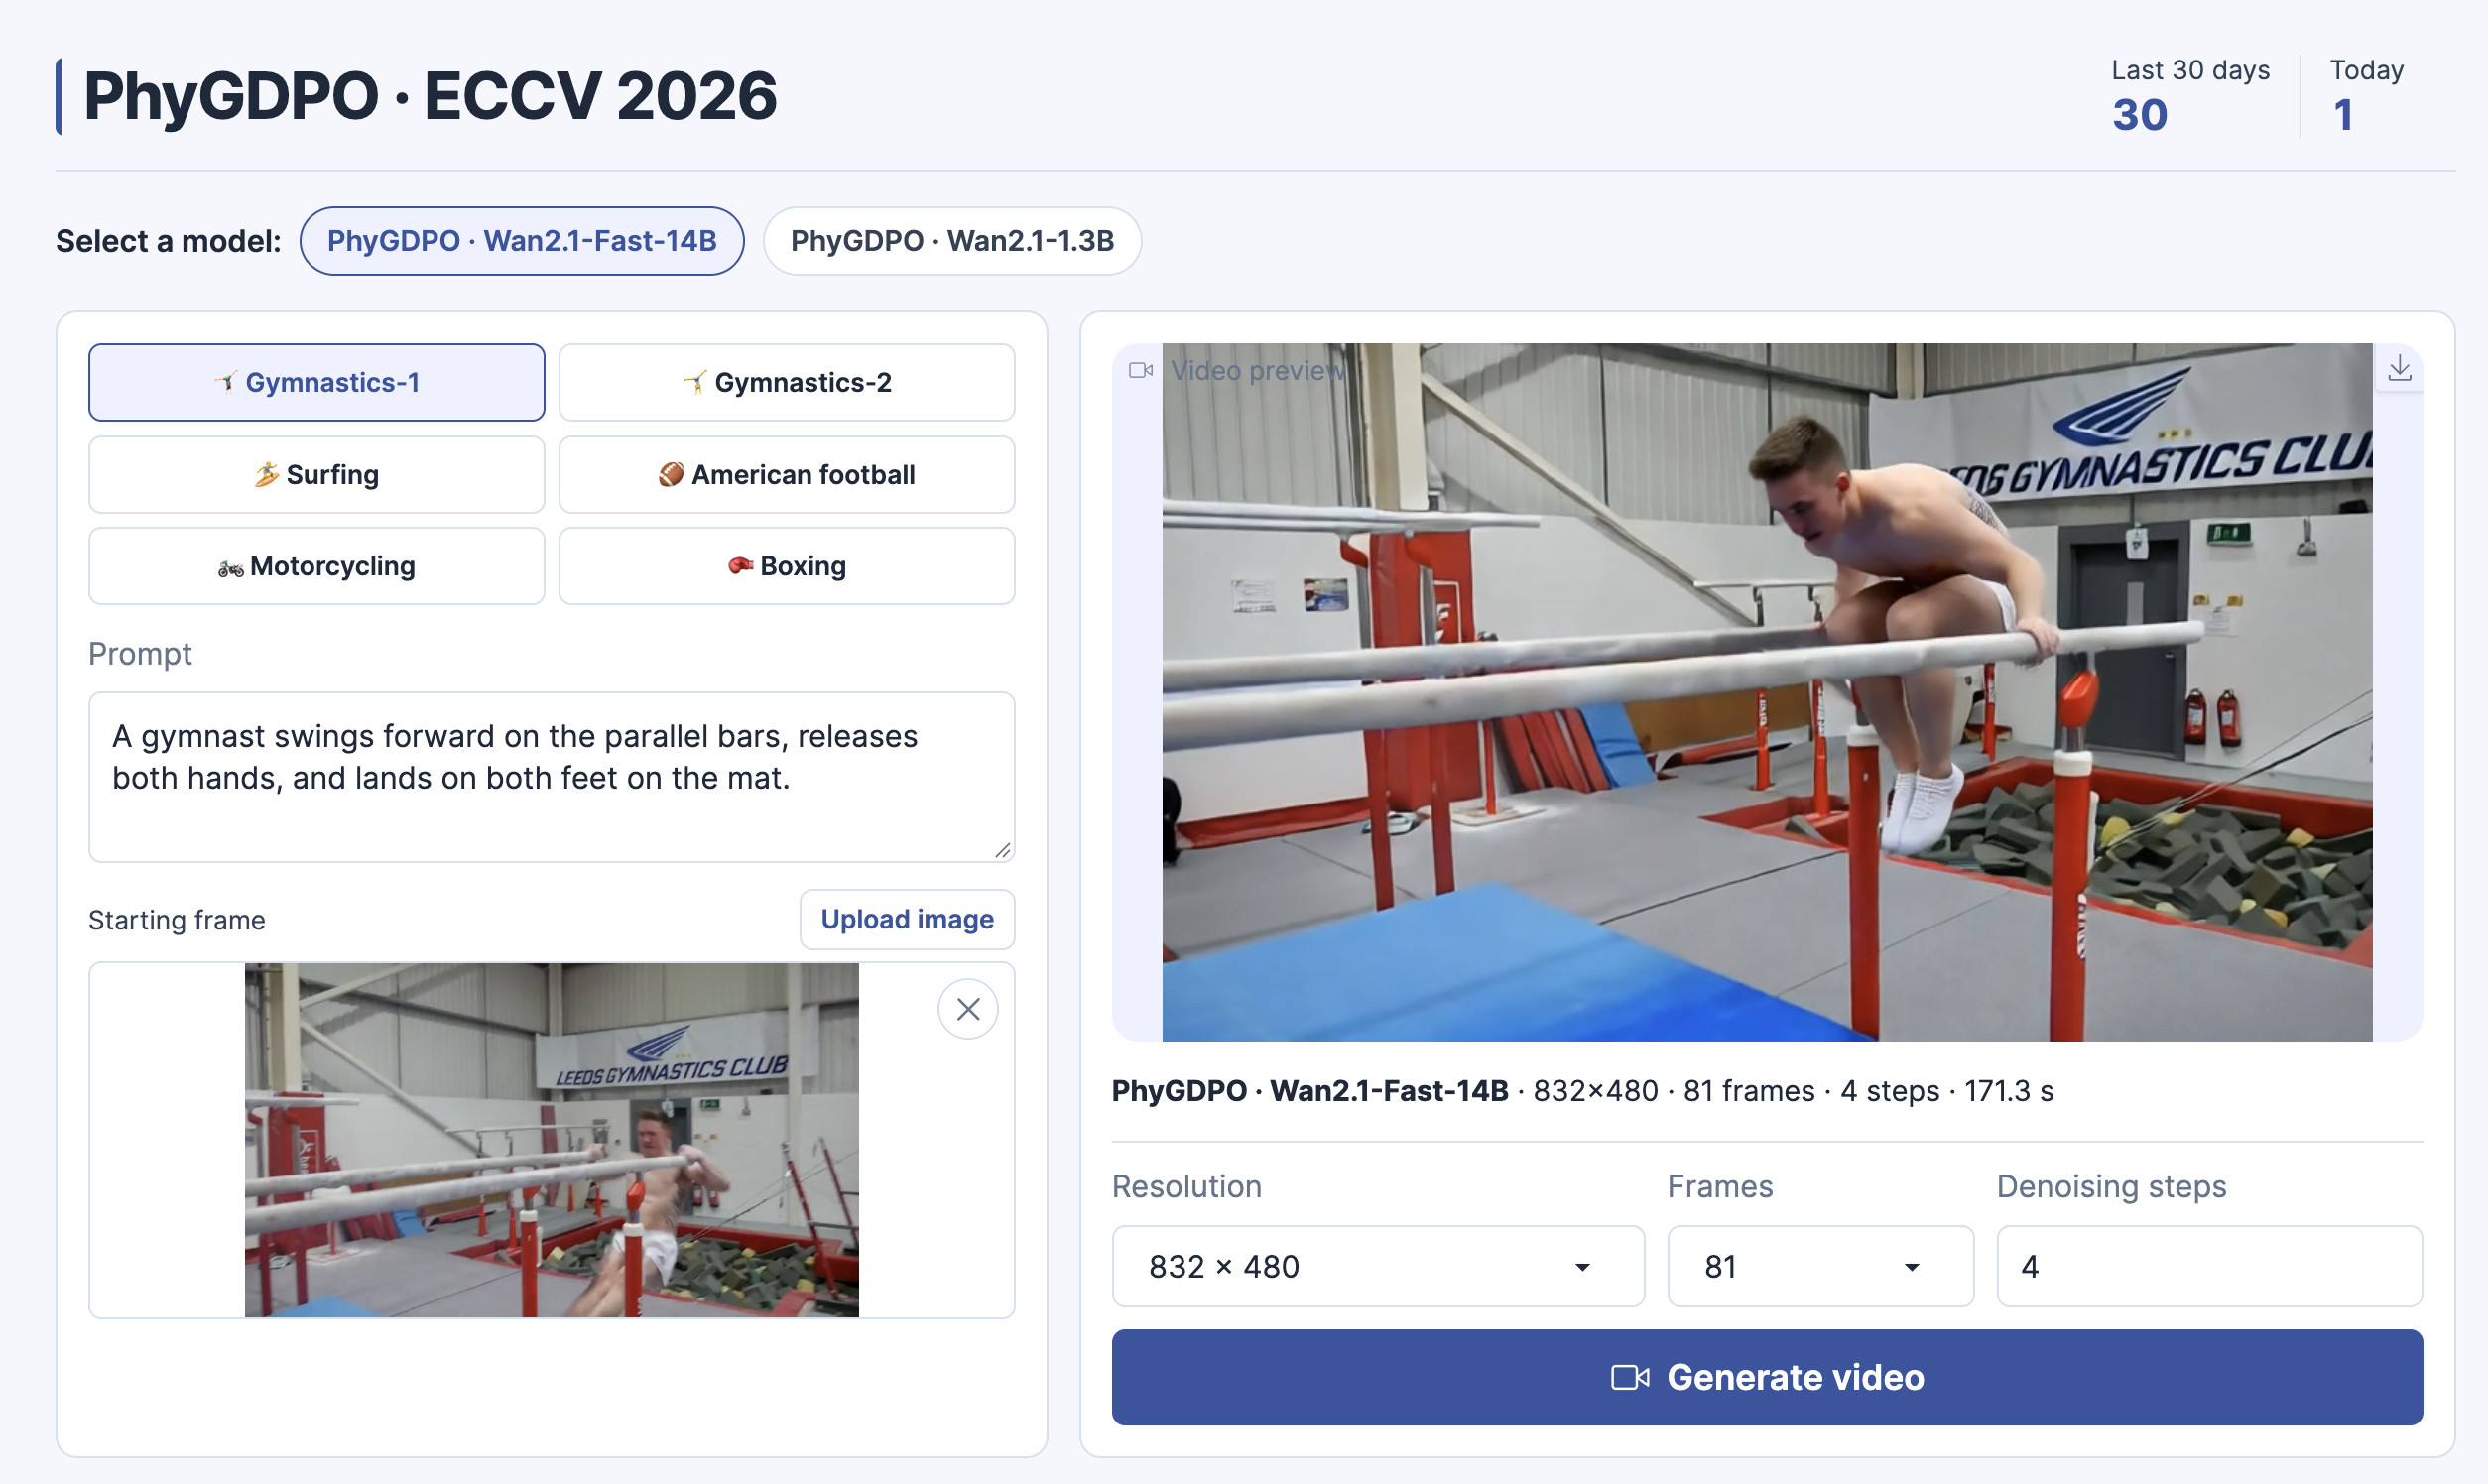 PhyGDPO · ECCV 2026
Last 30 days
30
Today
1
Select a model:
PhyGDPO · Wan2.1-Fast-14B
PhyGDPO · Wan2.1-1.3B
Gymnastics-1
Gymnastics-2
Surfing
American football
Motorcycling
Boxing
Prompt
A gymnast swings forward on the parallel bars, releases
both hands, and lands on both feet on the mat.
Starting frame
Upload image
LEEDS GYMNASTICS CLUB
Video preview
GYMNASTICS CLU
PhyGDPO · Wan2.1-Fast-14B · 832×480 · 81 frames · 4 steps · 171.3 s
Resolution
Frames
Denoising steps
832 × 480
81
4
Generate video